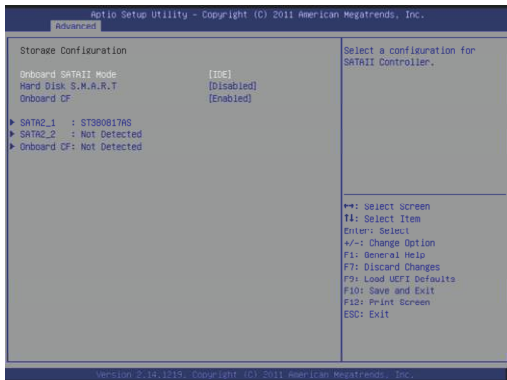 Aptio Setup Utility – Copyright (C) 2011 American Megatrends, Inc.
Advanced
Storage Configuration
Onboard SATAII Mode [IDE]
Hard Disk S.M.A.R.T [Disabled]
Onboard CF [Enabled]
SATA2_1 : ST380817AS
SATA2_2 : Not Detected
Onboard CF: Not Detected
Select a configuration for
SATAII Controller.
↔: Select Screen
↑↓: Select Item
Enter: Select
+/-: Change Option
F1: General Help
F7: Discard Changes
F9: Load UEFI Defaults
F10: Save and Exit
F12: Print Screen
ESC: Exit
Version 2.14.1219. Copyright (C) 2011 American Megatrends, Inc.